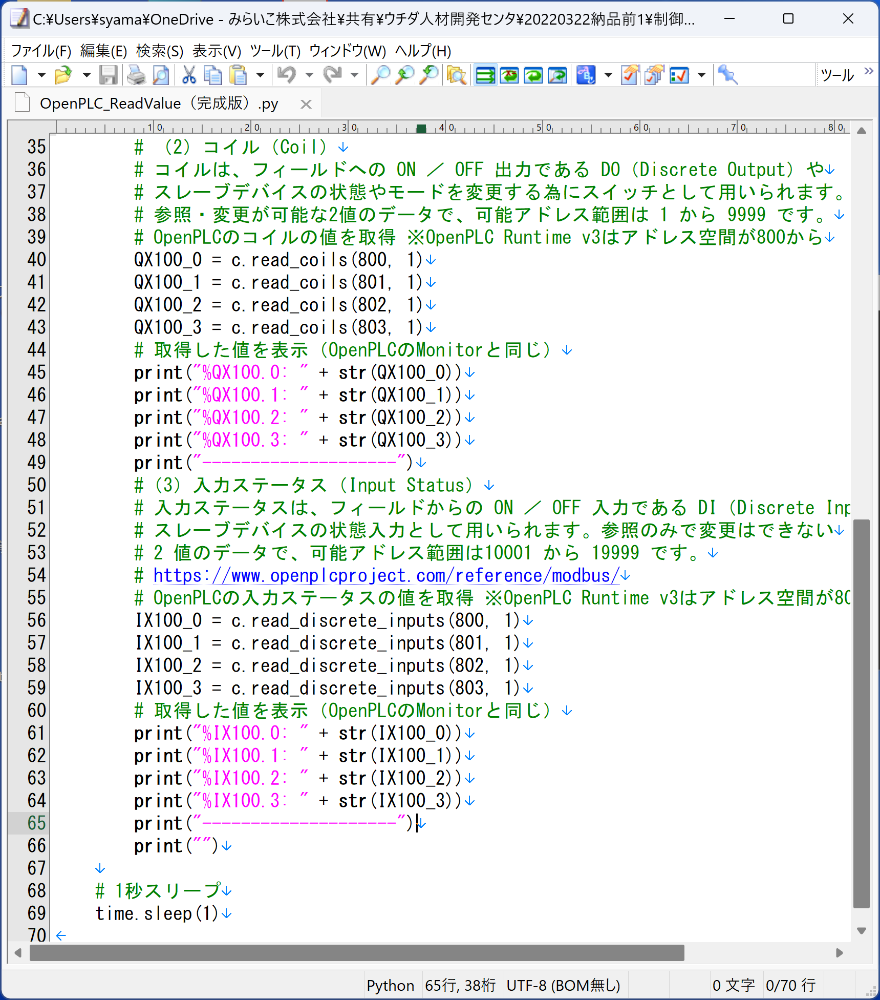 C:¥Users¥syama¥OneDrive - みらいこ株式会社¥共有¥ウチダ人材開発センタ¥20220322納品前1¥制御...
ファイル(F) 編集(E) 検索(S) 表示(V) ツール(T) ウィンドウ(W) ヘルプ(H)
ツール
OpenPLC_ReadValue（完成版）.py
10 20 30 40 50 60 70 80
35 # （2）コイル（Coil）↓
36 # コイルは、フィールドへの ON ／ OFF 出力である DO（Discrete Output）や↓
37 # スレーブデバイスの状態やモードを変更する為にスイッチとして用いられます。
38 # 参照・変更が可能な2値のデータで、可能アドレス範囲は 1 から 9999 です。↓
39 # OpenPLCのコイルの値を取得 ※OpenPLC Runtime v3はアドレス空間が800から↓
40 QX100_0 = c.read_coils(800, 1)↓
41 QX100_1 = c.read_coils(801, 1)↓
42 QX100_2 = c.read_coils(802, 1)↓
43 QX100_3 = c.read_coils(803, 1)↓
44 # 取得した値を表示（OpenPLCのMonitorと同じ）↓
45 print("%QX100.0: " + str(QX100_0))↓
46 print("%QX100.1: " + str(QX100_1))↓
47 print("%QX100.2: " + str(QX100_2))↓
48 print("%QX100.3: " + str(QX100_3))↓
49 print("--------------------")↓
50 #（3）入力ステータス（Input Status）↓
51 # 入力ステータスは、フィールドからの ON ／ OFF 入力である DI（Discrete Inp
52 # スレーブデバイスの状態入力として用いられます。参照のみで変更はできない↓
53 # 2 値のデータで、可能アドレス範囲は10001 から 19999 です。↓
54 # https://www.openplcproject.com/reference/modbus/↓
55 # OpenPLCの入力ステータスの値を取得 ※OpenPLC Runtime v3はアドレス空間が80
56 IX100_0 = c.read_discrete_inputs(800, 1)↓
57 IX100_1 = c.read_discrete_inputs(801, 1)↓
58 IX100_2 = c.read_discrete_inputs(802, 1)↓
59 IX100_3 = c.read_discrete_inputs(803, 1)↓
60 # 取得した値を表示（OpenPLCのMonitorと同じ）↓
61 print("%IX100.0: " + str(IX100_0))↓
62 print("%IX100.1: " + str(IX100_1))↓
63 print("%IX100.2: " + str(IX100_2))↓
64 print("%IX100.3: " + str(IX100_3))↓
65 print("--------------------")↓
66 print("")↓
67 ↓
68 # 1秒スリープ↓
69 time.sleep(1)↓
70 ←
Python 65行, 38桁 UTF-8 (BOM無し) 0 文字 0/70 行